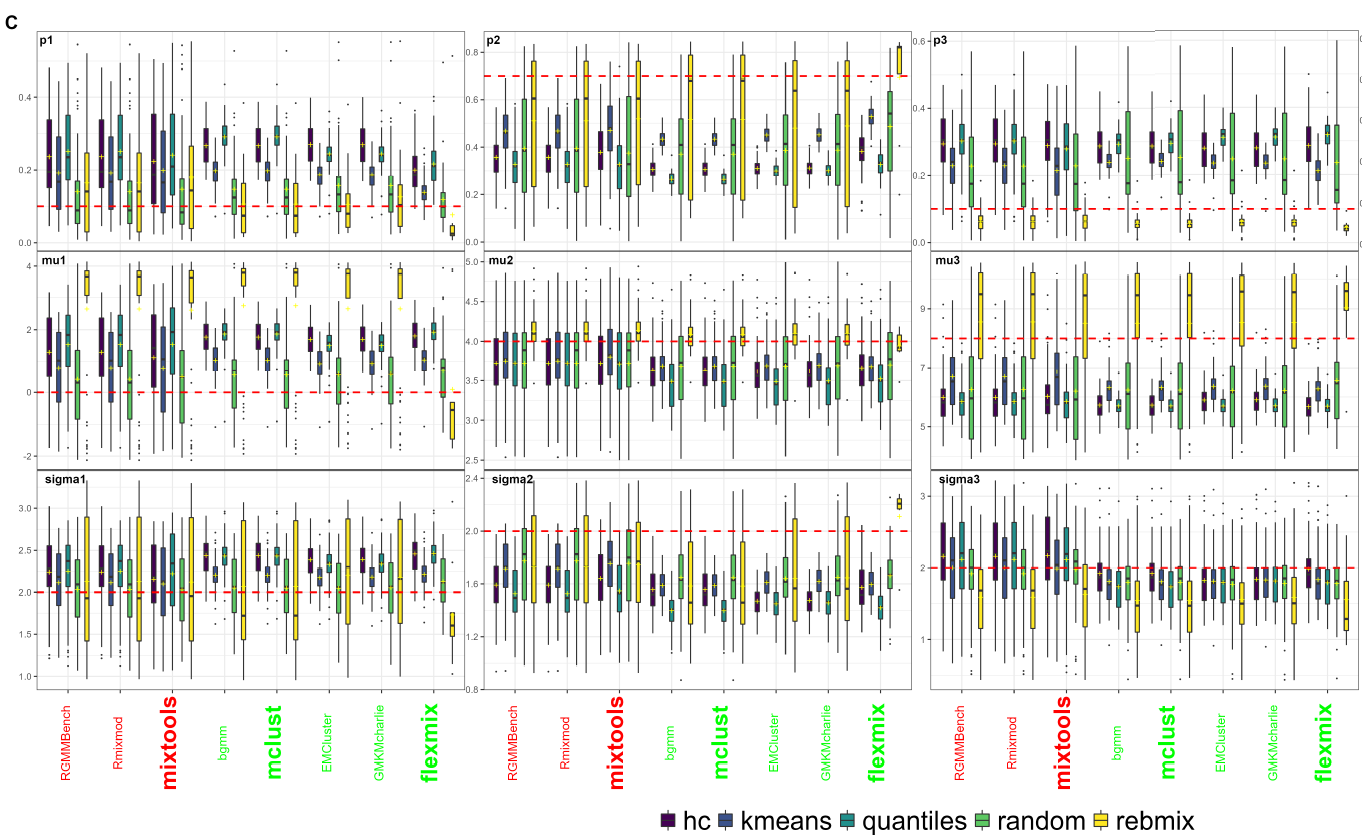 C
p1
p2
p3
0.4
0.2
0.0
0.8
0.6
0.4
0.2
0.0
0.6
0.4
0.2
0.0
mu1
mu2
mu3
4
2
0
-2
5.0
4.5
4.0
3.5
3.0
2.5
9
7
5
sigma1
sigma2
sigma3
3.0
2.5
2.0
1.5
1.0
2.4
2.0
1.6
1.2
0.8
3
2
1
RGMMBench
Rmixmod
mixtools
bgmm
mclust
EMCluster
GMKMcharlie
flexmix
RGMMBench
Rmixmod
mixtools
bgmm
mclust
EMCluster
GMKMcharlie
flexmix
RGMMBench
Rmixmod
mixtools
bgmm
mclust
EMCluster
GMKMcharlie
flexmix
hc kmeans quantiles random rebmix